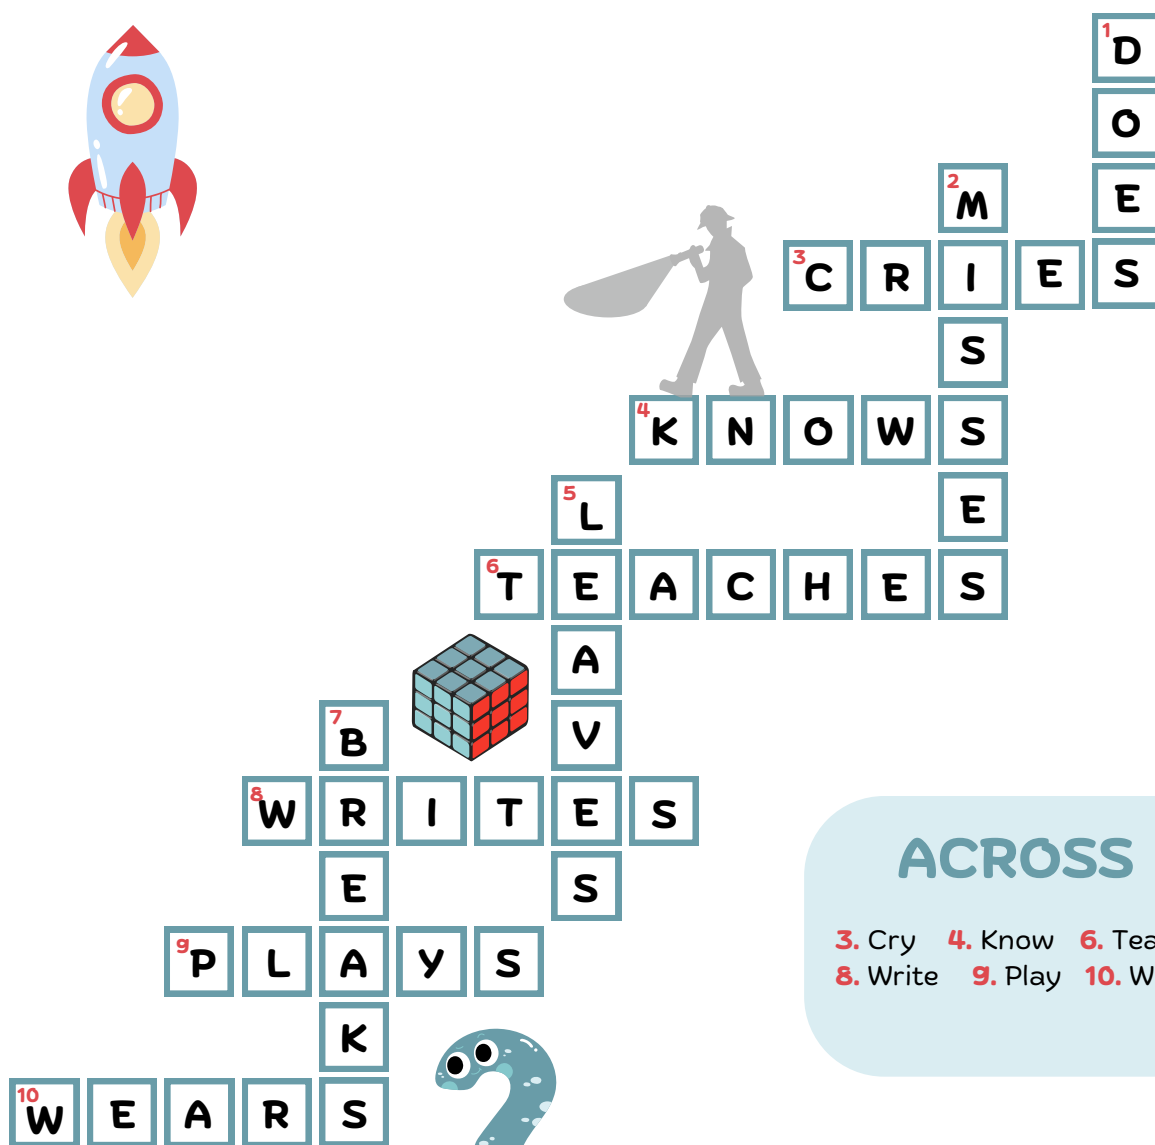 1 D
O
2 M E
3 C R I E S
S
4 K N O W S
5 L E
6 T E A C H E S
A
7 B V
8 W R I T E S
E S
9 P L A Y S
K
10 W E A R S
ACROSS
3. Cry 4. Know 6. Tea
8. Write 9. Play 10. W